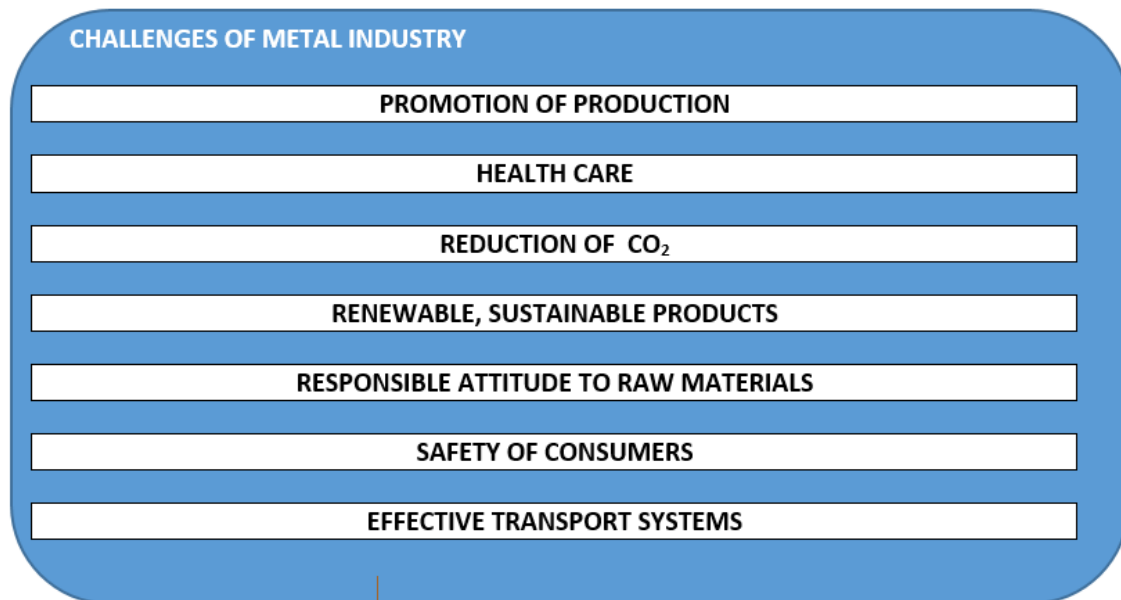 CHALLENGES OF METAL INDUSTRY
PROMOTION OF PRODUCTION
HEALTH CARE
REDUCTION OF CO₂
RENEWABLE, SUSTAINABLE PRODUCTS
RESPONSIBLE ATTITUDE TO RAW MATERIALS
SAFETY OF CONSUMERS
EFFECTIVE TRANSPORT SYSTEMS